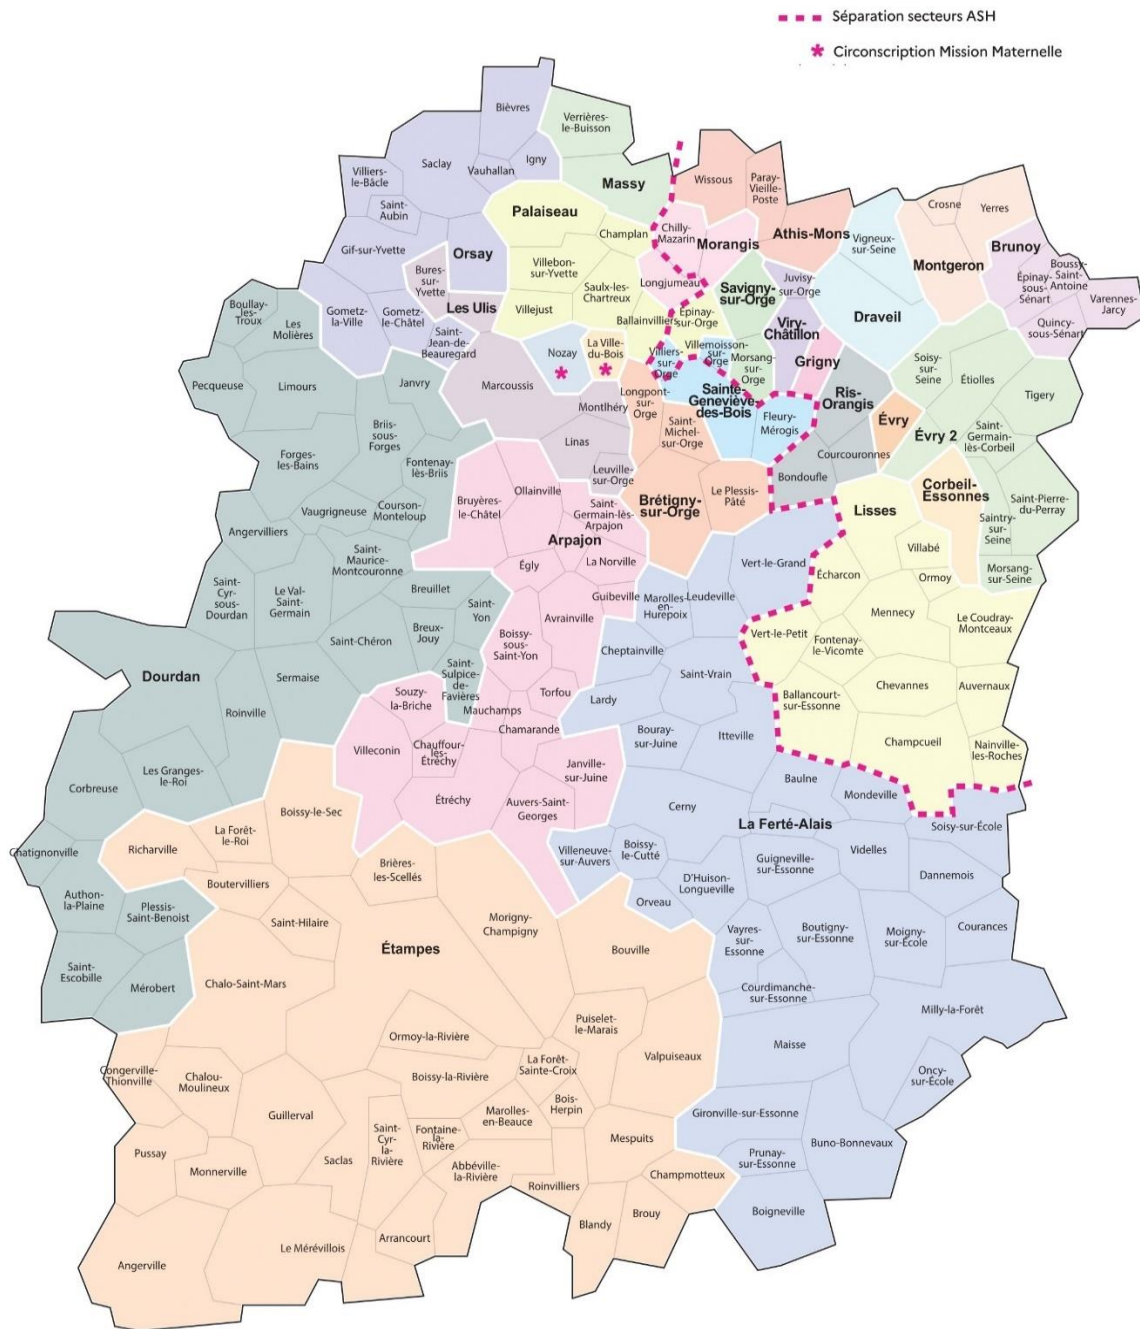 Séparation secteurs ASH
* Circonscription Mission Maternelle
Bièvres
Verrières-
le-Buisson
Igny
Saclay
Vauhallan
Villiers-
le-Bâcle
Saint-
Aubin
Massy
Wissous
Paray-
Vieille-
Poste
Palaiseau
Champlan
Chilly-
Mazarin
Morangis
Athis-Mons
Vigneux-
sur-Seine
Crosne
Yerres
Montgeron
Brunoy
Boussy-
Saint-
Antoine
Épinay-
sous-
Sénart
Varennes-
Jarcy
Quincy-
sous-Sénart
Gif-sur-Yvette
Orsay
Bures-
sur-
Yvette
Villebon-
sur-Yvette
Saulx-les-
Chartreux
Longjumeau
Savigny-
sur-Orge
Juvisy-
sur-Orge
Draveil
Boullay-
les-
Troux
Les
Molières
Gometz-
la-Ville
Gometz-
le-Châtel
Les Ulis
Saint-
Jean-de-
Beauregard
Villejust
Ballainvilliers
Épinay-
sur-Orge
Viry-
Châtillon
Grigny
Nozay
*
La Ville-
du-Bois
*
Villiers-
sur-
Orge
Villemoisson-
sur-
Orge
Morsang-
sur-
Orge
Soisy-
sur-
Seine
Étiolles
Tigery
Pecqueuse
Limours
Janvry
Marcoussis
Montlhéry
Longpont-
sur-
Orge
Sainte-
Geneviève-
des-Bois
Fleury-
Mérogis
Ris-
Orangis
Évry
Évry 2
Saint-
Germain-
lès-Corbeil
Briis-
sous-
Forges
Linas
Saint-
Michel-sur-
Orge
Courcouronnes
Forges-
les-Bains
Fontenay-
lès-Briis
Leuville-
sur-Orge
Bondoufle
Bruyères-
le-Châtel
Ollainville
Brétigny-
sur-Orge
Le Plessis-
Pâté
Lisses
Corbeil-
Essonnes
Saint-Pierre-
du-Perray
Saintry-
sur-
Seine
Vaugrigneuse
Courson-
Monteloup
Saint-
Germain-lès-
Arpajon
Angervilliers
Arpajon
Villabé
Saint-
Maurice-
Montcouronne
Égly
La Norville
Vert-le-Grand
Écharcon
Ormoy
Morsang-
sur-Seine
Saint-
Cyr-
sous-
Dourdan
Le Val-
Saint-
Germain
Breuillet
Saint-
Yon
Guibeville
Marolles-
en-
Hurepoix
Leudeville
Mennecy
Le Coudray-
Montceaux
Avrainville
Saint-Chéron
Breux-
Jouy
Boissy-
sous-
Saint-Yon
Vert-le-Petit
Fontenay-
le-Vicomte
Cheptainville
Dourdan
Sermaise
Saint-
Sulpice-
de-
Favières
Torfou
Saint-Vrain
Chevannes
Auvernaux
Roinville
Souzy-
la-Briche
Mauchamps
Lardy
Ballancourt-
sur-Essonne
Chamarande
Bouray-
sur-Juine
Itteville
Champcueil
Nainville-
les-Roches
Villeconin
Chauffour-
lès-
Étréchy
Janville-
sur-Juine
Les Granges-
le-Roi
Corbreuse
Étréchy
Auvers-Saint-
Georges
Baulne
Mondeville
Boissy-le-Sec
Cerny
La Ferté-Alais
Soisy-sur-École
La Forêt-
le-Roi
Richarville
Chatignonville
Brières-
les-Scellés
Villeneuve-
sur-Auvers
Boissy-
le-Cutté
Guigneville-
sur-Essonne
Videlles
D'Huison-
Longueville
Dannemois
Boutervilliers
Authon-
la-Plaine
Plessis-
Saint-Benoist
Orveau
Saint-Hilaire
Morigny-
Champigny
Étampes
Bouville
Vayres-
sur-
Essonne
Boutigny-
sur-Essonne
Moigny-
sur-École
Courances
Saint-
Escobille
Mérobert
Chalo-Saint-Mars
Courdimanche-
sur-Essonne
Puiselet-
le-Marais
Milly-la-Forêt
Ormoy-la-Rivière
Maisse
Valpuiseaux
La Forêt-
Sainte-Croix
Congerville-
Thionville
Chalou-
Moulineux
Boissy-la-Rivière
Oncy-
sur-École
Bois-
Herpin
Guillerval
Marolles-
en-Beauce
Gironville-sur-Essonne
Saint-
Cyr-
la-
Rivière
Fontaine-
la-
Rivière
Mespuits
Buno-Bonnevaux
Pussay
Saclas
Prunay-
sur-Essonne
Monnerville
Abbéville-
la-Rivière
Champmotteux
Roinvilliers
Boigneville
Blandy
Brouy
Arrancourt
Le Mérévillois
Angerville